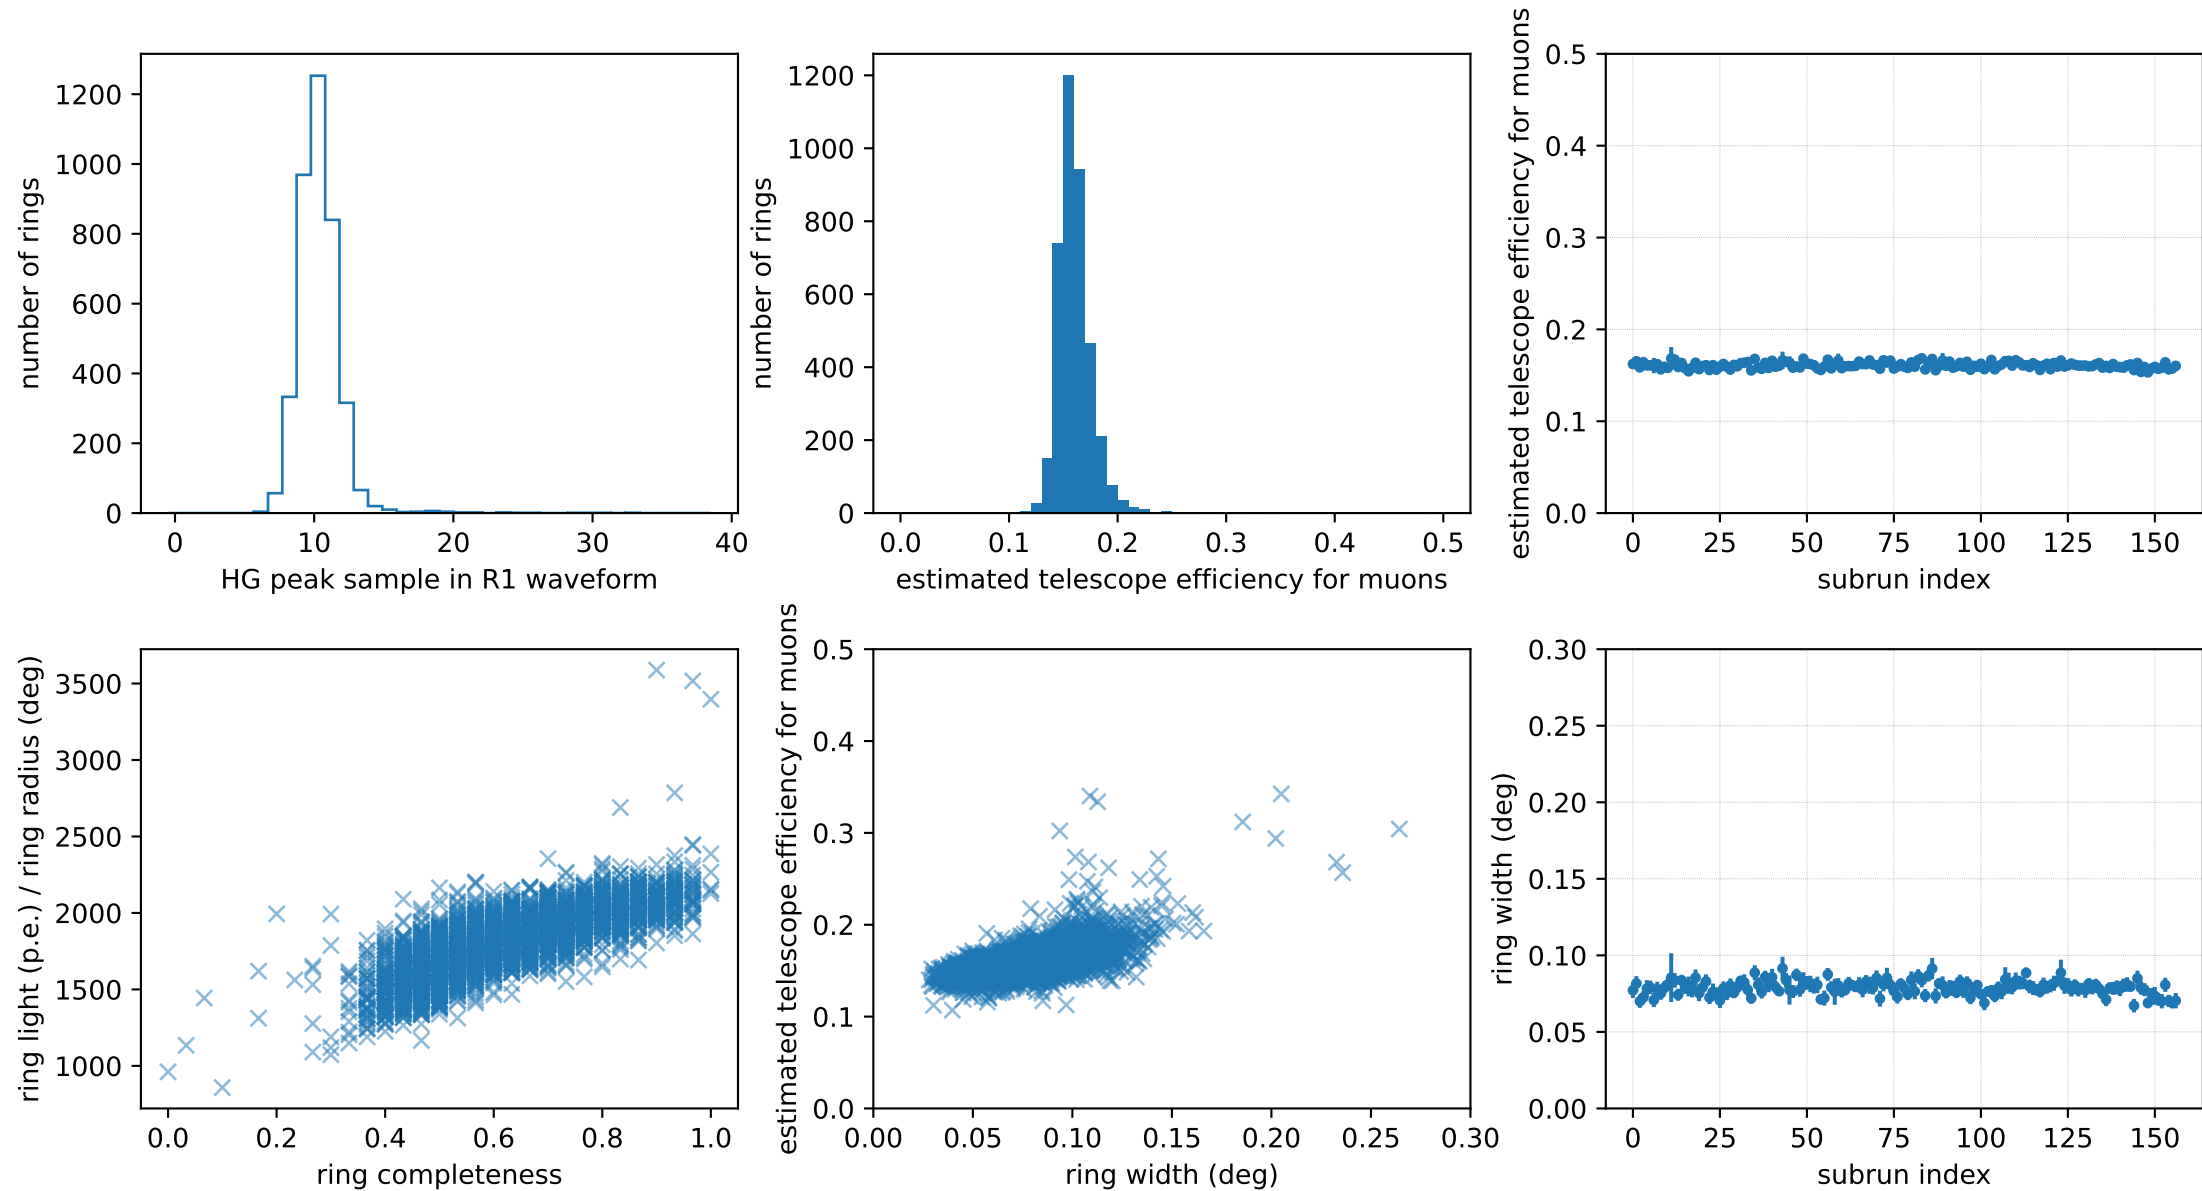 number of rings
1200
1000
800
600
400
200
0
0 10 20 30 40
HG peak sample in R1 waveform
number of rings
1200
1000
800
600
400
200
0
0.0 0.1 0.2 0.3 0.4 0.5
estimated telescope efficiency for muons
estimated telescope efficiency for muons
0.5
0.4
0.3
0.2
0.1
0.0
0 25 50 75 100 125 150
subrun index
ring light (p.e.) / ring radius (deg)
3500
3000
2500
2000
1500
1000
0.0 0.2 0.4 0.6 0.8 1.0
ring completeness
estimated telescope efficiency for muons
0.5
0.4
0.3
0.2
0.1
0.0
0.00 0.05 0.10 0.15 0.20 0.25 0.30
ring width (deg)
ring width (deg)
0.30
0.25
0.20
0.15
0.10
0.05
0.00
0 25 50 75 100 125 150
subrun index